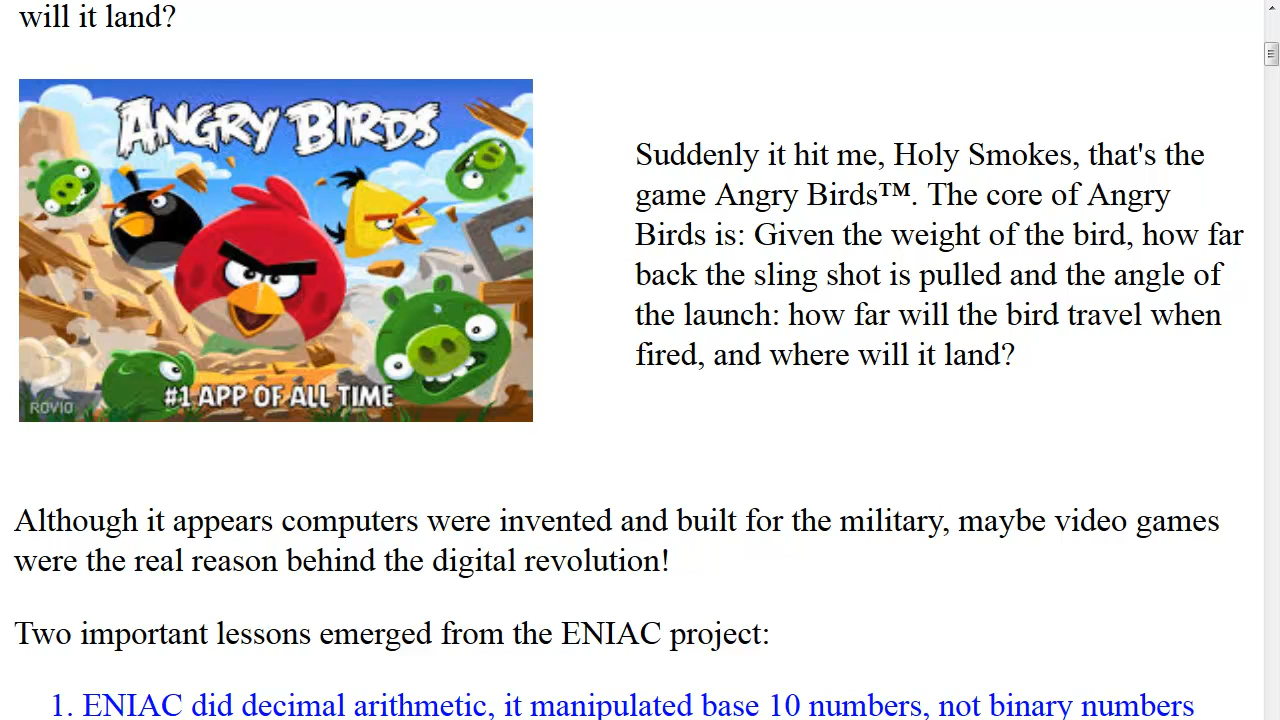 will it land?
ANGRY BIRDS
#1 APP OF ALL TIME
ROVIO
Suddenly it hit me, Holy Smokes, that's the
game Angry Birds™. The core of Angry
Birds is: Given the weight of the bird, how far
back the sling shot is pulled and the angle of
the launch: how far will the bird travel when
fired, and where will it land?
Although it appears computers were invented and built for the military, maybe video games
were the real reason behind the digital revolution!
Two important lessons emerged from the ENIAC project:
1. ENIAC did decimal arithmetic, it manipulated base 10 numbers, not binary numbers